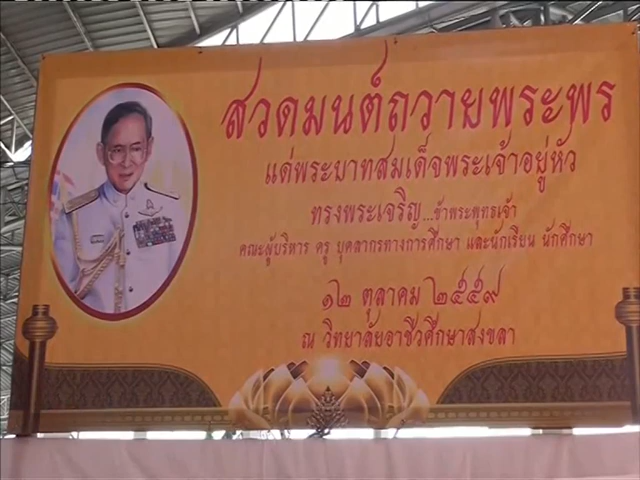 สวดมนต์ถวายพระพร
แด่พระบาทสมเด็จพระเจ้าอยู่หัว
ทรงพระเจริญ...ข้าพระพุทธเจ้า
คณะผู้บริหาร ครู บุคลากรทางการศึกษา และนักเรียน นักศึกษา
๑๒ ตุลาคม ๒๕๕๙
ณ วิทยาลัยอาชีวศึกษาสงขลา